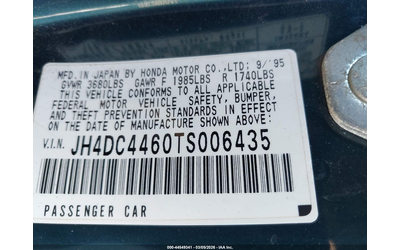 MFD. IN JAPAN BY HONDA MOTOR CO.,LTD: 9/'95
GVWR 3680LBS GAWR F 1985LBS R 1740LBS
THIS VEHICLE CONFORMS TO ALL APPLICABLE
FEDERAL MOTOR VEHICLE SAFETY, BUMPER,
AND THEFT PREVENTION STANDARDS IN EFFECT
ON THE DATE OF MANUFACTURE SHOWN ABOVE.
V.I.N. JH4DC4460TS006435
PASSENGER CAR